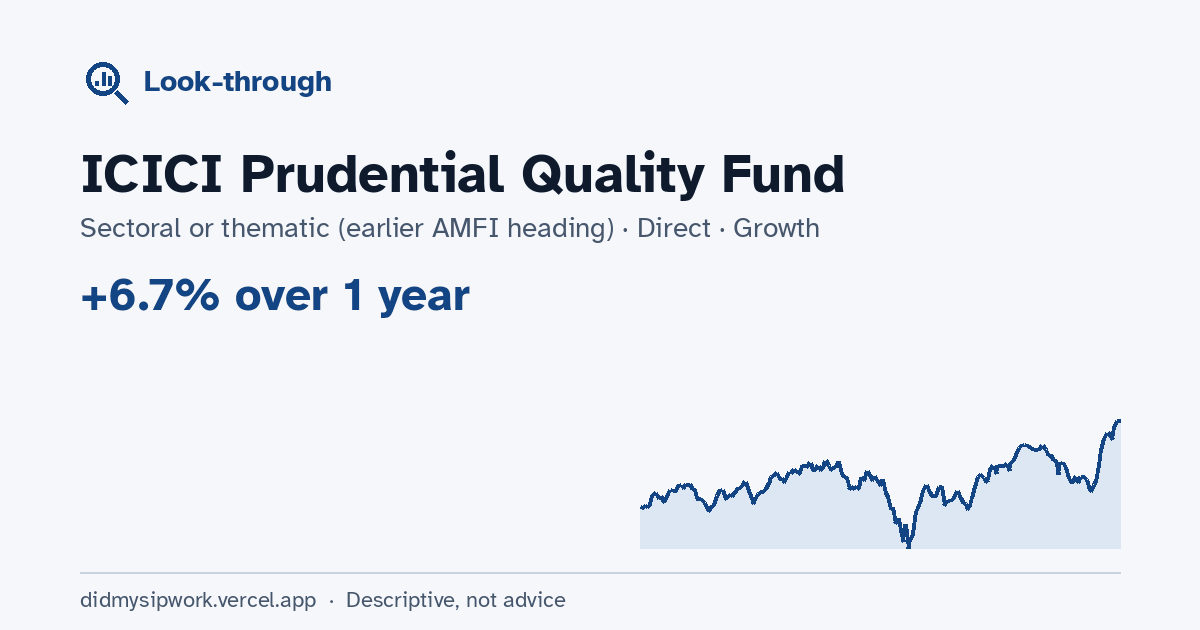 Look-through
ICICI Prudential Quality Fund
Sectoral or thematic (earlier AMFI heading) · Direct · Growth
+6.7% over 1 year
didmysipwork.vercel.app · Descriptive, not advice